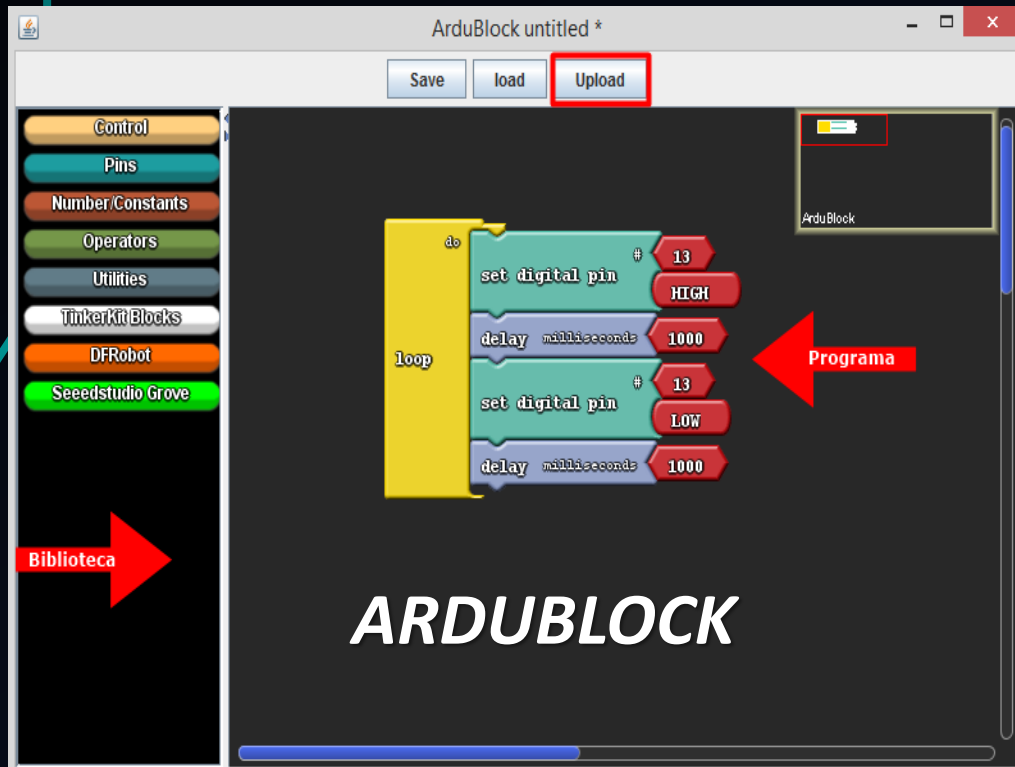 ArduBlock untitled *
Save load Upload
Control
Pins
Number/Constants
Operators
Utilities
TinkerKit Blocks
DFRobot
Seeedstudio Grove
Biblioteca
ArduBlock
loop
do
set digital pin # 13
HIGH
delay milliseconds 1000
set digital pin # 13
LOW
delay milliseconds 1000
Programa
ARDUBLOCK